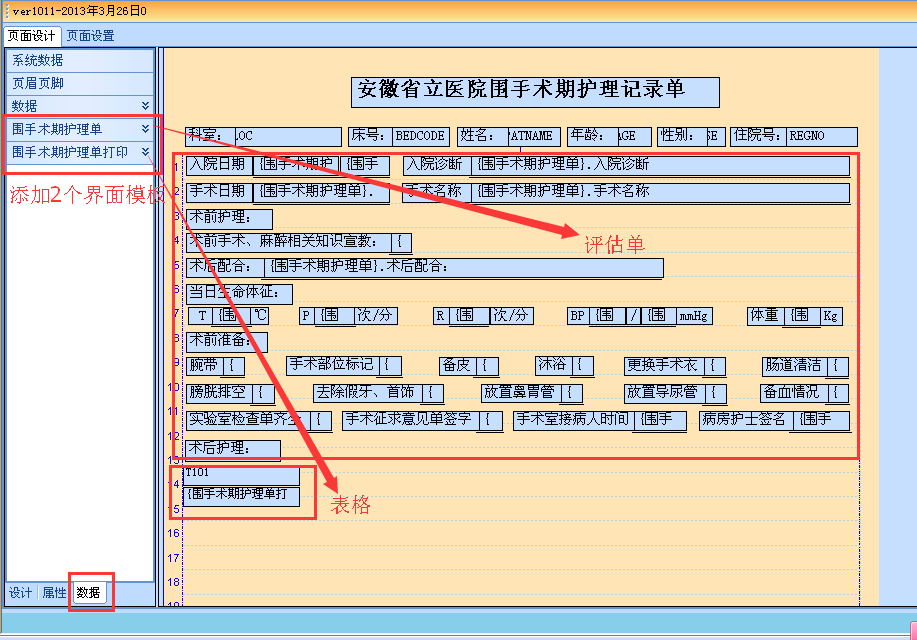 ver1011-2013年3月26日0
页面设计 页面设置
系统数据
页眉页脚
数据
围手术期护理单
围手术期护理单打印
添加2个界面模板
安徽省立医院围手术期护理记录单
科室: LOC 床号: BEDCODE 姓名: PATNAME 年龄: AGE 性别: SE 住院号: REGNO
1 入院日期 {围手术期护 {围手 入院诊断 {围手术期护理单}.入院诊断
2 手术日期 {围手术期护理单}. 手术名称 {围手术期护理单}.手术名称
3 术前护理:
4 术前手术、麻醉相关知识宣教: {
评估单
5 术后配合: {围手术期护理单}.术后配合:
6 当日生命体征:
7 T {围 ℃ P {围 次/分 R {围 次/分 BP {围 / {围 mmHg 体重 {围 Kg
8 术前准备:
9 腕带 { 手术部位标记 { 备皮 { 沐浴 { 更换手术衣 { 肠道清洁 {
10 膀胱排空 { 去除假牙、首饰 { 放置鼻胃管 { 放置导尿管 { 备血情况 {
11 实验室检查单齐全 { 手术征求意见单签字 { 手术室接病人时间 {围手 病房护士签名 {围手
12 术后护理:
13
T101
14 {围手术期护理单打
表格
15
16
17
18
19
设计 属性 数据